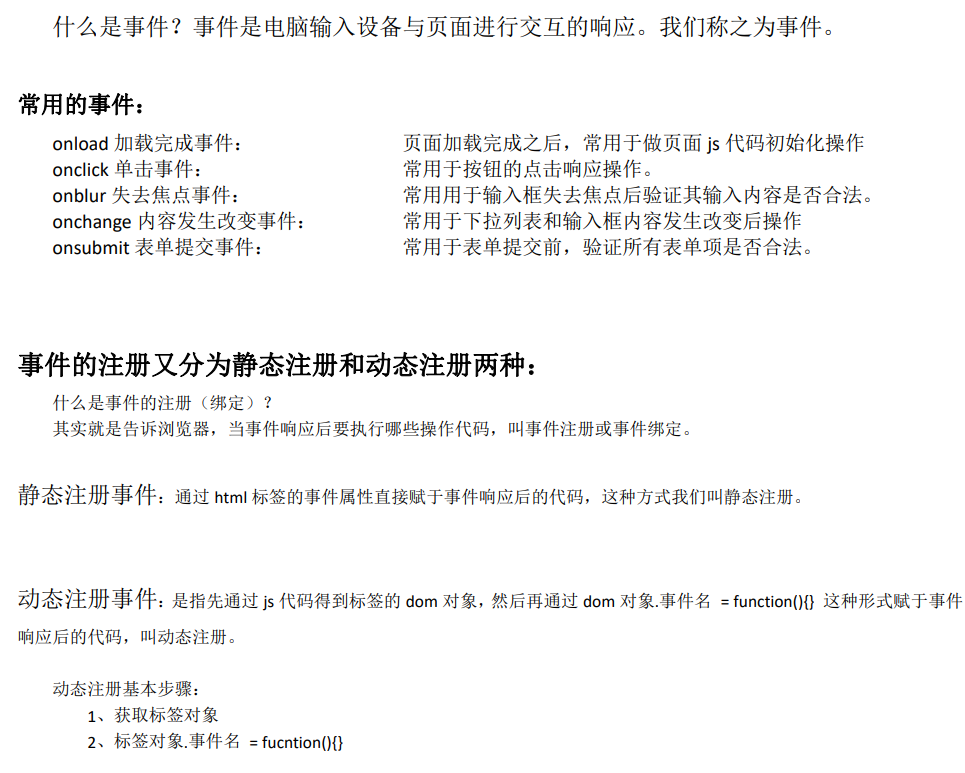 什么是事件？事件是电脑输入设备与页面进行交互的响应。我们称之为事件。
常用的事件：
onload 加载完成事件： 页面加载完成之后，常用于做页面 js 代码初始化操作
onclick 单击事件： 常用于按钮的点击响应操作。
onblur 失去焦点事件： 常用用于输入框失去焦点后验证其输入内容是否合法。
onchange 内容发生改变事件： 常用于下拉列表和输入框内容发生改变后操作
onsubmit 表单提交事件： 常用于表单提交前，验证所有表单项是否合法。
事件的注册又分为静态注册和动态注册两种：
什么是事件的注册（绑定）？
其实就是告诉浏览器，当事件响应后要执行哪些操作代码，叫事件注册或事件绑定。
静态注册事件：通过 html 标签的事件属性直接赋于事件响应后的代码，这种方式我们叫静态注册。
动态注册事件：是指先通过 js 代码得到标签的 dom 对象，然后再通过 dom 对象.事件名 = function(){} 这种形式赋于事件
响应后的代码，叫动态注册。
动态注册基本步骤：
1、获取标签对象
2、标签对象.事件名 = fucntion(){}